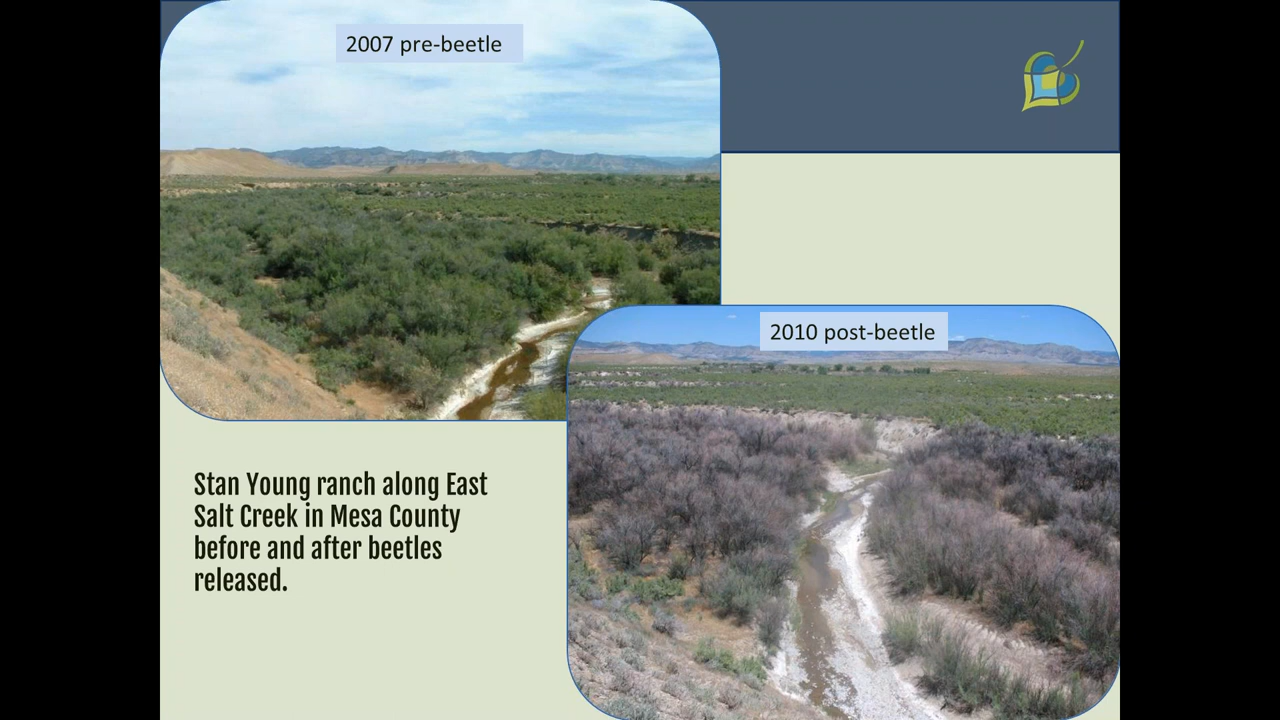 2007 pre-beetle
2010 post-beetle
Stan Young ranch along East
Salt Creek in Mesa County
before and after beetles
released.